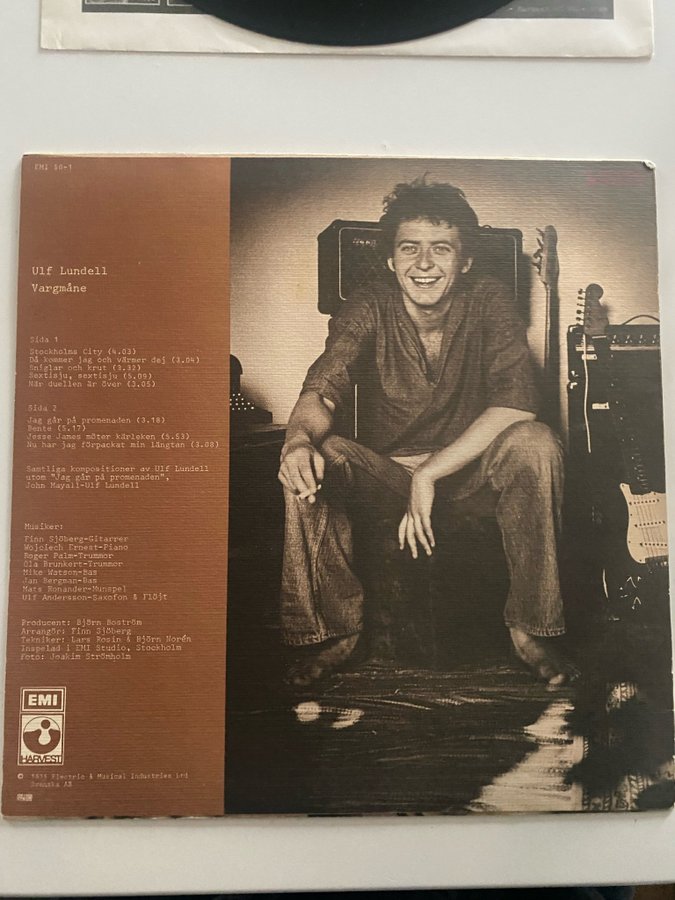 EMI 50-1
Ulf Lundell
Vargmåne
Sida 1
Stockholms City (4.03)
Då kommer jag och värmer dej (3.04)
Sniglar och krut (3.32)
Sextisju, sextisju (5.09)
När duellen är över (3.05)
Sida 2
Jag går på promenaden (3.18)
Bente (5.17)
Jesse James möter kärleken (5.53)
Nu har jag förpackat min längtan (3.08)
Samtliga kompositioner av Ulf Lundell
utom "Jag går på promenaden",
John Mayall-Ulf Lundell
Musiker:
Finn Sjöberg-Gitarrer
Wojciech Ernest-Piano
Roger Palm-Trummor
Ola Brunkert-Trummor
Mike Watson-Bas
Jan Bergman-Bas
Mats Ronander-Munspel
Ulf Andersson-Saxofon & Flöjt
Producent: Björn Boström
Arrangör: Finn Sjöberg
Tekniker: Lars Rosin & Björn Norén
Inspelad i EMI Studio, Stockholm
Foto: Joakim Strömholm
EMI
HARVEST
© 1975 Electric & Musical Industries Ltd
Svenska AB